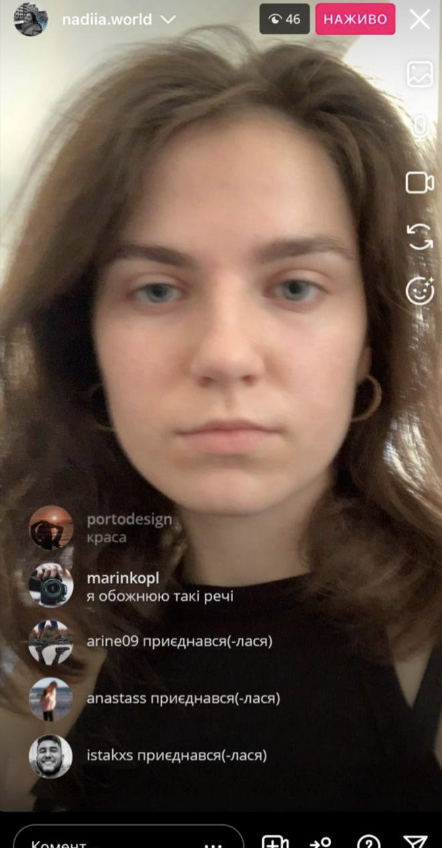 nadiia.world
46
НАЖИВО
portodesign
краса
marinkopl
я обожнюю такі речі
arine09 приєднався(-лася)
anastass приєднався(-лася)
istakxs приєднався(-лася)
Комент